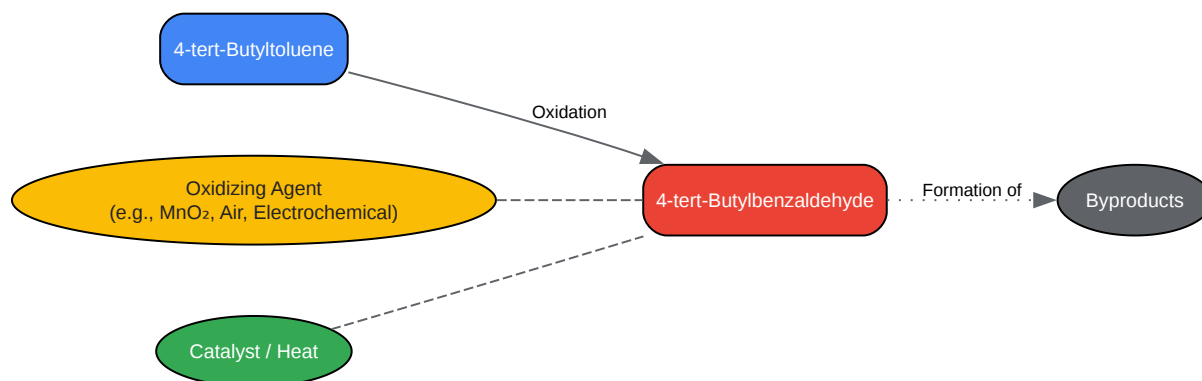 4-tert-Butyltoluene
Oxidation
Oxidizing Agent
(e.g., MnO₂, Air, Electrochemical)
4-tert-Butylbenzaldehyde
Formation of
Byproducts
Catalyst / Heat